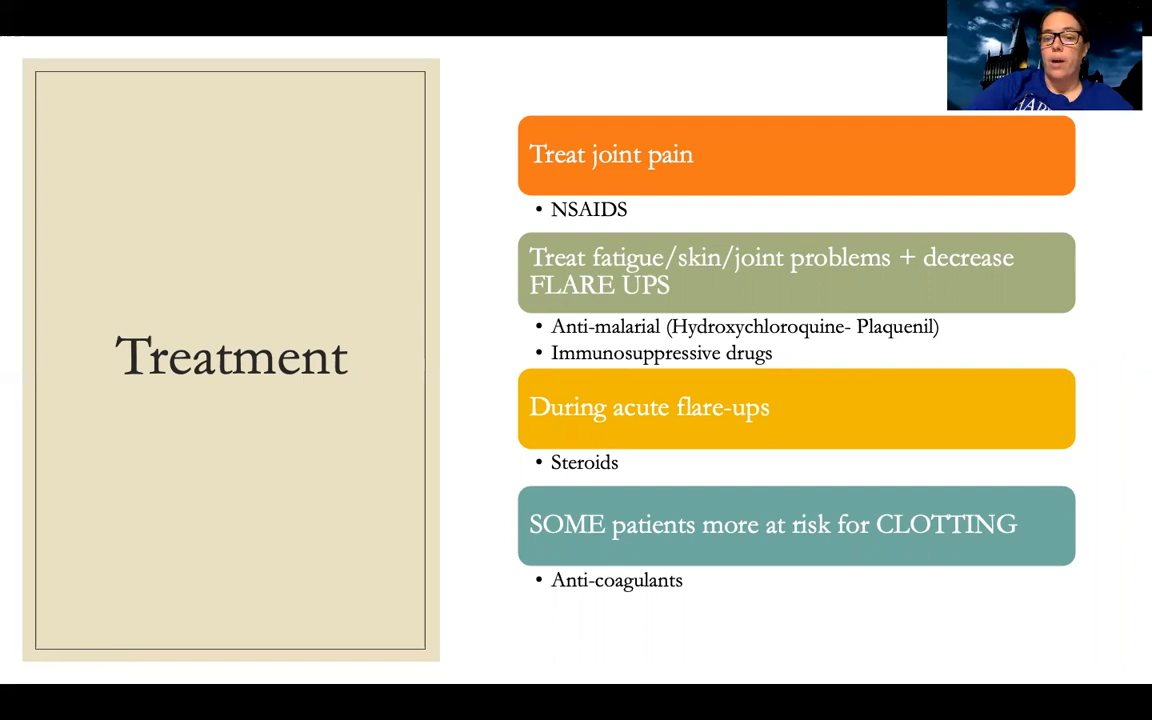 Treatment
Treat joint pain
• NSAIDS
Treat fatigue/skin/joint problems + decrease
FLARE UPS
• Anti-malarial (Hydroxychloroquine- Plaquenil)
• Immunosuppressive drugs
During acute flare-ups
• Steroids
SOME patients more at risk for CLOTTING
• Anti-coagulants